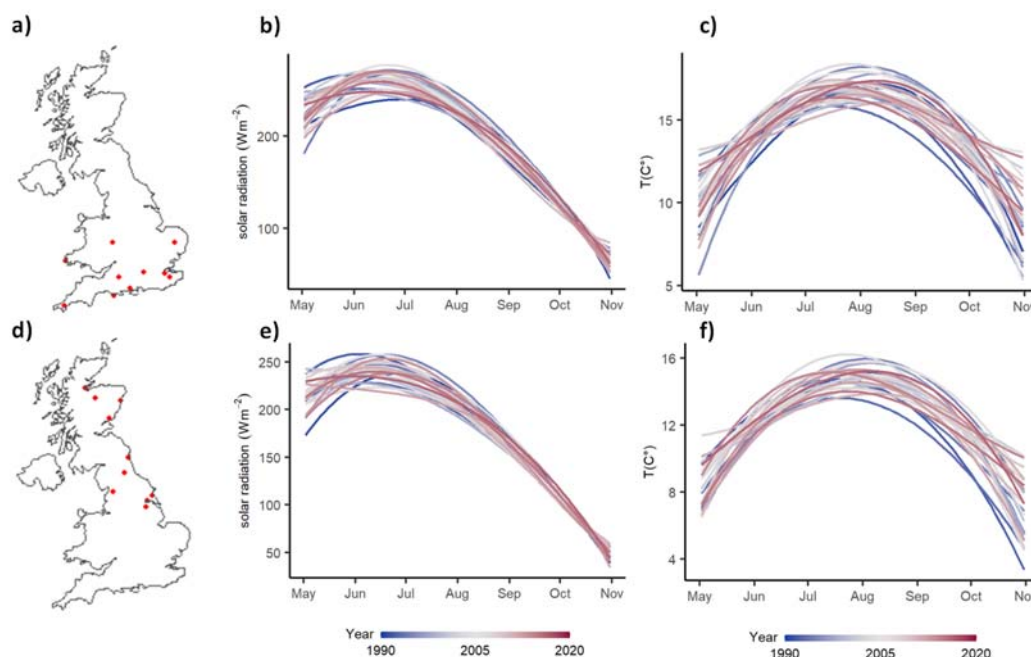 a)
b)
c)
solar radiation (Wm⁻²)
200
100
May Jun Jul Aug Sep Oct Nov
T(C°)
15
10
5
May Jun Jul Aug Sep Oct Nov
d)
e)
f)
solar radiation (Wm⁻²)
250
200
150
100
50
May Jun Jul Aug Sep Oct Nov
T(C°)
16
12
8
4
May Jun Jul Aug Sep Oct Nov
Year
1990 2005 2020
Year
1990 2005 2020